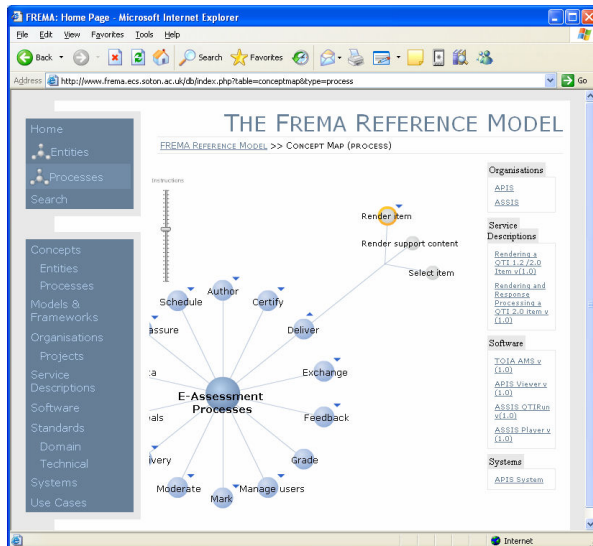 FREMA: Home Page - Microsoft Internet Explorer
File Edit View Favorites Tools Help
Back Search Favorites
Address http://www.frema.ecs.soton.ac.uk/db/index.php?table=conceptmap&type=process Go
THE FREMA REFERENCE MODEL
FREMA REFERENCE MODEL >> CONCEPT MAP (PROCESS)
Home
Entities
Processes
Search
Concepts
Entities
Processes
Models &
Frameworks
Organisations
Projects
Service
Descriptions
Software
Standards
Domain
Technical
Systems
Use Cases
Instructions
Render item
Render support content
Select item
Author
Schedule
Certify
assure
Deliver
Exchange
E-Assessment
Processes
Feedback
eals
Grade
very
Moderate
Mark
Manage users
Organisations
APIS
ASSIS
Service
Descriptions
Rendering a
QTI 1.2 /2.0
Item v(1.0)
Rendering and
Response
Processing a
QTI 2.0 item v
(1.0)
Software
TOIA AMS v
(1.0)
APIS Viever v
(1.0)
ASSIS QTIRun
v(1.0)
ASSIS Player v
(1.0)
Systems
APIS System
Internet